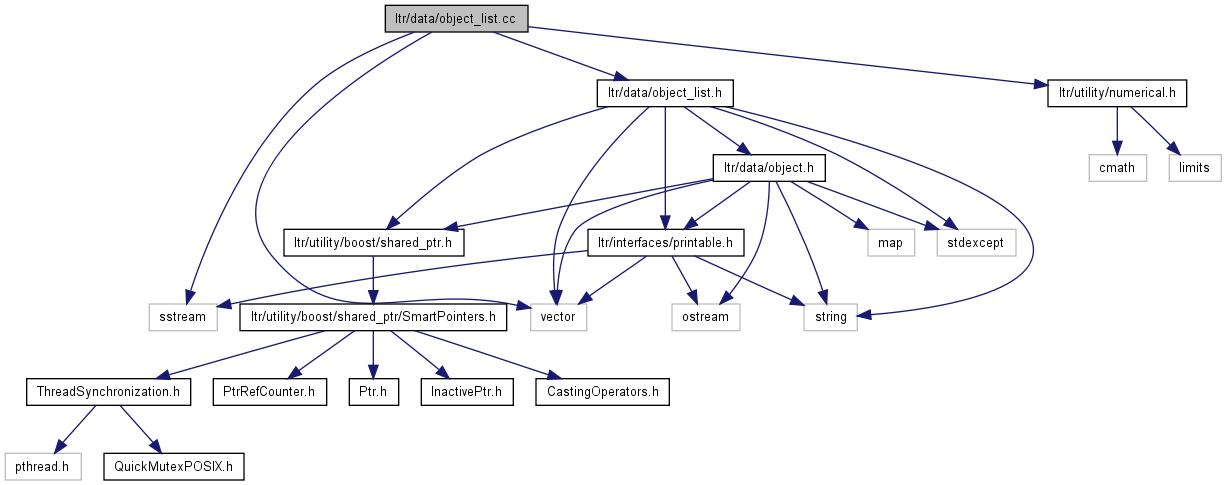 ltr/data/object_list.cc
ltr/data/object_list.h
ltr/utility/numerical.h
ltr/data/object.h
cmath
limits
ltr/utility/boost/shared_ptr.h
ltr/interfaces/printable.h
map
stdexcept
sstream
ltr/utility/boost/shared_ptr/SmartPointers.h
vector
ostream
string
ThreadSynchronization.h
PtrRefCounter.h
Ptr.h
InactivePtr.h
CastingOperators.h
pthread.h
QuickMutexPOSIX.h